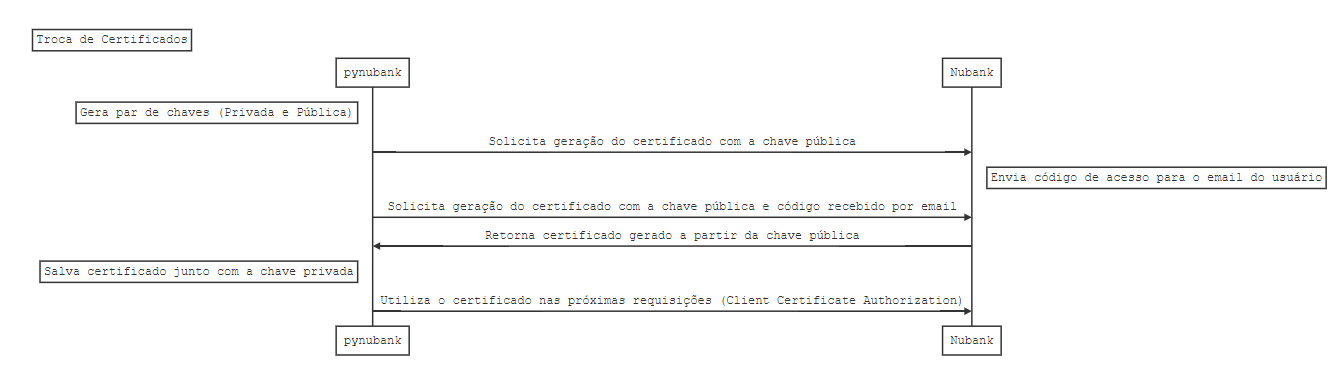 Troca de Certificados
pynubank
Nubank
Gera par de chaves (Privada e Pública)
Solicita geração do certificado com a chave pública
Envia código de acesso para o email do usuário
Solicita geração do certificado com a chave pública e código recebido por email
Retorna certificado gerado a partir da chave pública
Salva certificado junto com a chave privada
Utiliza o certificado nas próximas requisições (Client Certificate Authorization)
pynubank
Nubank